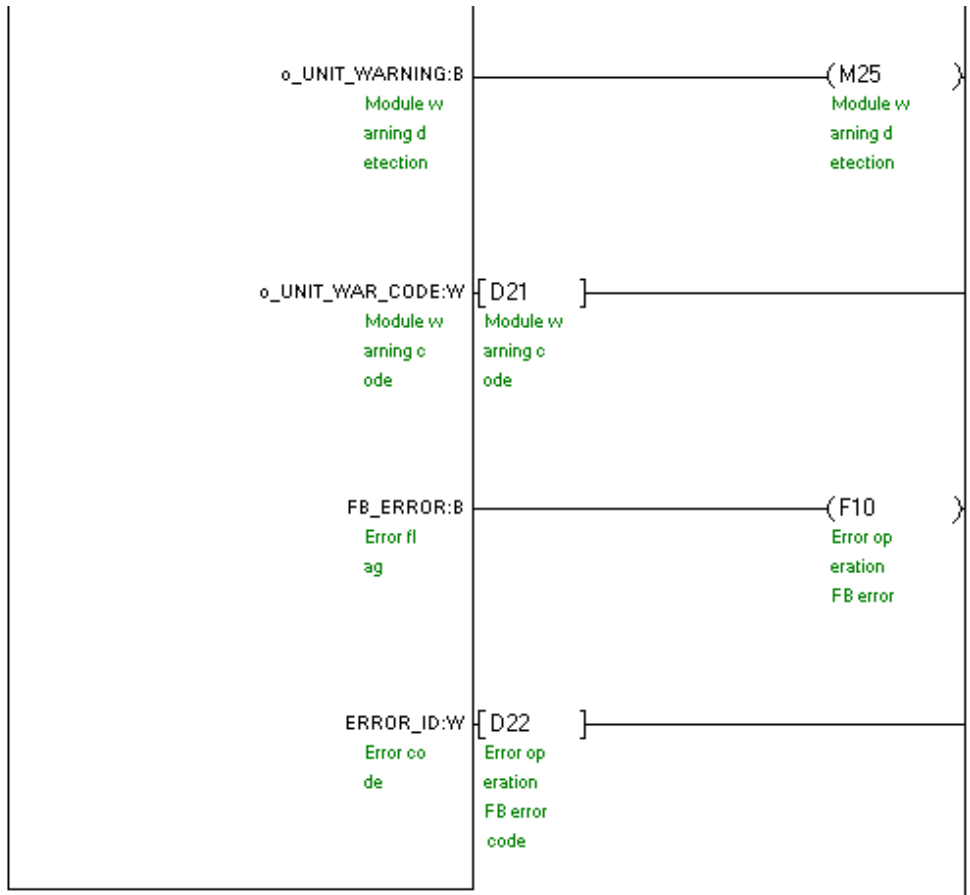 o_UNIT_WARNING:B (M25 )
Module w Module w
arning d arning d
etection etection
o_UNIT_WAR_CODE:W [D21 ]
Module w Module w
arning c arning c
ode ode
FB_ERROR:B (F10 )
Error fl Error op
ag eration
FB error
ERROR_ID:W [D22 ]
Error co Error op
de eration
FB error
code